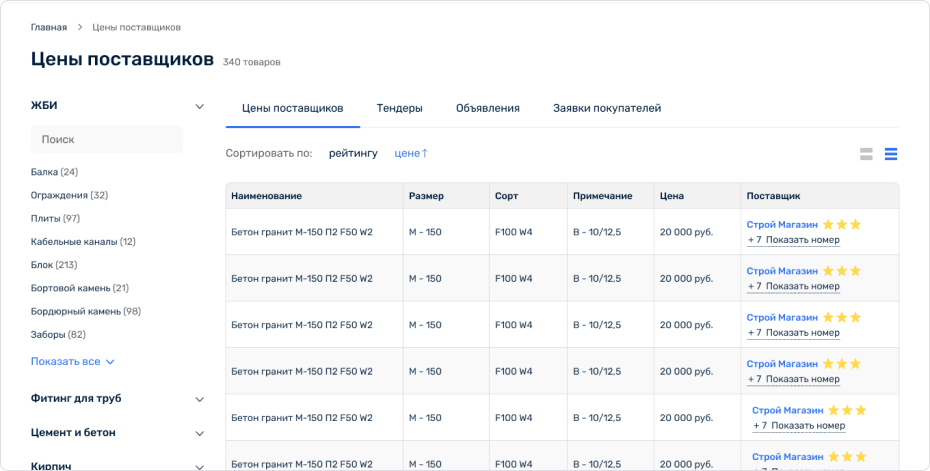 Главная > Цены поставщиков
Цены поставщиков 340 товаров
ЖБИ
Поиск
Балка (24)
Ограждения (32)
Плиты (97)
Кабельные каналы (12)
Блок (213)
Бортовой камень (21)
Бордюрный камень (98)
Заборы (82)
Показать все
Фитинг для труб
Цемент и бетон
Кирпич
Цены поставщиков Тендеры Объявления Заявки покупателей
Сортировать по: рейтингу цене↑
Наименование Размер Сорт Примечание Цена Поставщик
Бетон гранит М-150 П2 F50 W2 М - 150 F100 W4 В - 10/12,5 20 000 руб. Строй Магазин
+ 7 Показать номер
Бетон гранит М-150 П2 F50 W2 М - 150 F100 W4 В - 10/12,5 20 000 руб. Строй Магазин
+ 7 Показать номер
Бетон гранит М-150 П2 F50 W2 М - 150 F100 W4 В - 10/12,5 20 000 руб. Строй Магазин
+ 7 Показать номер
Бетон гранит М-150 П2 F50 W2 М - 150 F100 W4 В - 10/12,5 20 000 руб. Строй Магазин
+ 7 Показать номер
Бетон гранит М-150 П2 F50 W2 М - 150 F100 W4 В - 10/12,5 20 000 руб. Строй Магазин
+ 7 Показать номер
Бетон гранит М-150 П2 F50 W2 М - 150 F100 W4 В - 10/12,5 20 000 руб. Строй Магазин